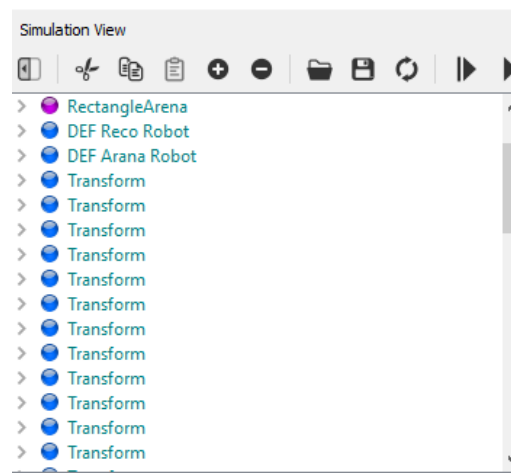 Simulation View
RectangleArena
DEF Reco Robot
DEF Arana Robot
Transform
Transform
Transform
Transform
Transform
Transform
Transform
Transform
Transform
Transform
Transform
Transform